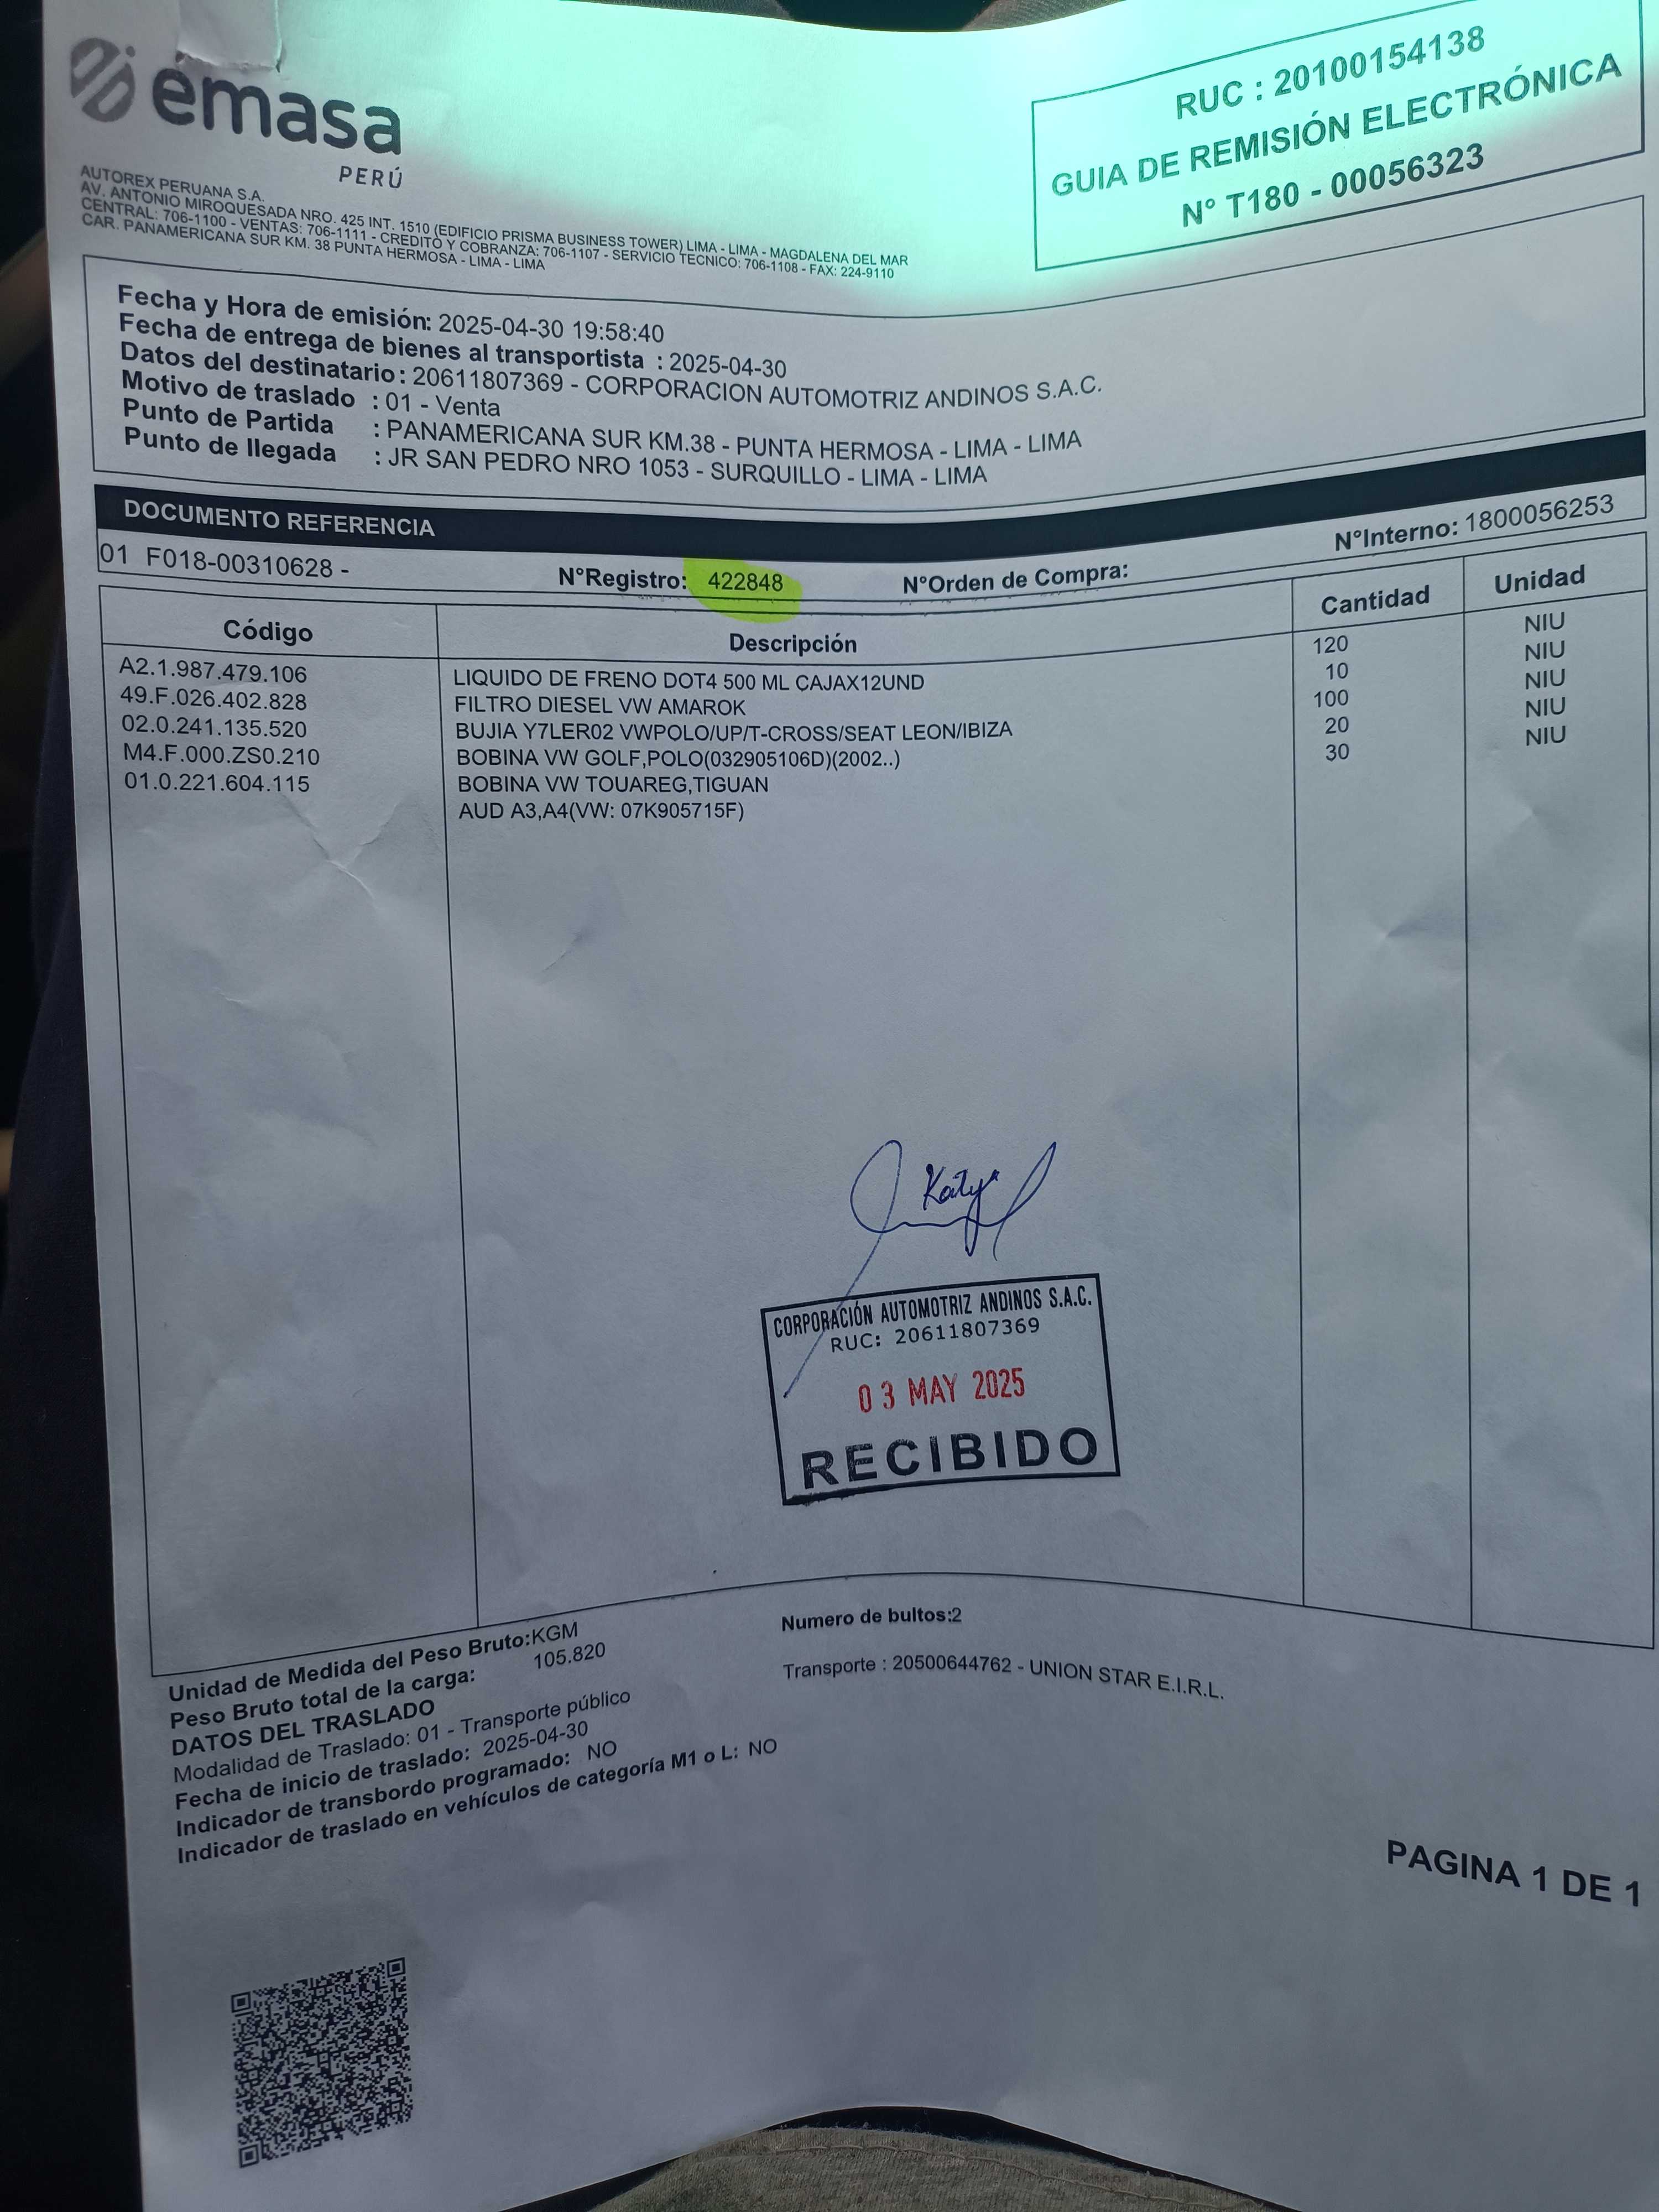 émasa
PERÚ
RUC : 20100154138
GUIA DE REMISIÓN ELECTRÓNICA
N° T180 - 00056323
AUTOREX PERUANA S.A.
AV. ANTONIO MIROQUESADA NRO. 425 INT. 1510 (EDIFICIO PRISMA BUSINESS TOWER) LIMA - LIMA - MAGDALENA DEL MAR
CENTRAL: 706-1100 - VENTAS: 706-1111 - CREDITO Y COBRANZA: 706-1107 - SERVICIO TECNICO: 706-1108 - FAX: 224-9110
CAR. PANAMERICANA SUR KM. 38 PUNTA HERMOSA - LIMA - LIMA
Fecha y Hora de emisión: 2025-04-30 19:58:40
Fecha de entrega de bienes al transportista : 2025-04-30
Datos del destinatario: 20611807369 - CORPORACION AUTOMOTRIZ ANDINOS S.A.C.
Motivo de traslado : 01 - Venta
Punto de Partida : PANAMERICANA SUR KM.38 - PUNTA HERMOSA - LIMA - LIMA
Punto de llegada : JR SAN PEDRO NRO 1053 - SURQUILLO - LIMA - LIMA
DOCUMENTO REFERENCIA
01 F018-00310628 - N°Registro: 422848 N°Orden de Compra: N°Interno: 1800056253
Código Descripción Cantidad Unidad
A2.1.987.479.106 LIQUIDO DE FRENO DOT4 500 ML CAJAX12UND 120 NIU
49.F.026.402.828 FILTRO DIESEL VW AMAROK 10 NIU
02.0.241.135.520 BUJIA Y7LER02 VWPOLO/UP/T-CROSS/SEAT LEON/IBIZA 100 NIU
M4.F.000.ZS0.210 BOBINA VW GOLF,POLO(032905106D)(2002..) 20 NIU
01.0.221.604.115 BOBINA VW TOUAREG,TIGUAN 30 NIU
AUD A3,A4(VW: 07K905715F)
Katy
CORPORACIÓN AUTOMOTRIZ ANDINOS S.A.C.
RUC: 20611807369
03 MAY 2025
RECIBIDO
Unidad de Medida del Peso Bruto:KGM Numero de bultos:2
Peso Bruto total de la carga: 105.820 Transporte : 20500644762 - UNION STAR E.I.R.L.
DATOS DEL TRASLADO
Modalidad de Traslado: 01 - Transporte público
Fecha de inicio de traslado: 2025-04-30
Indicador de transbordo programado: NO
Indicador de traslado en vehículos de categoría M1 o L: NO
PAGINA 1 DE 1